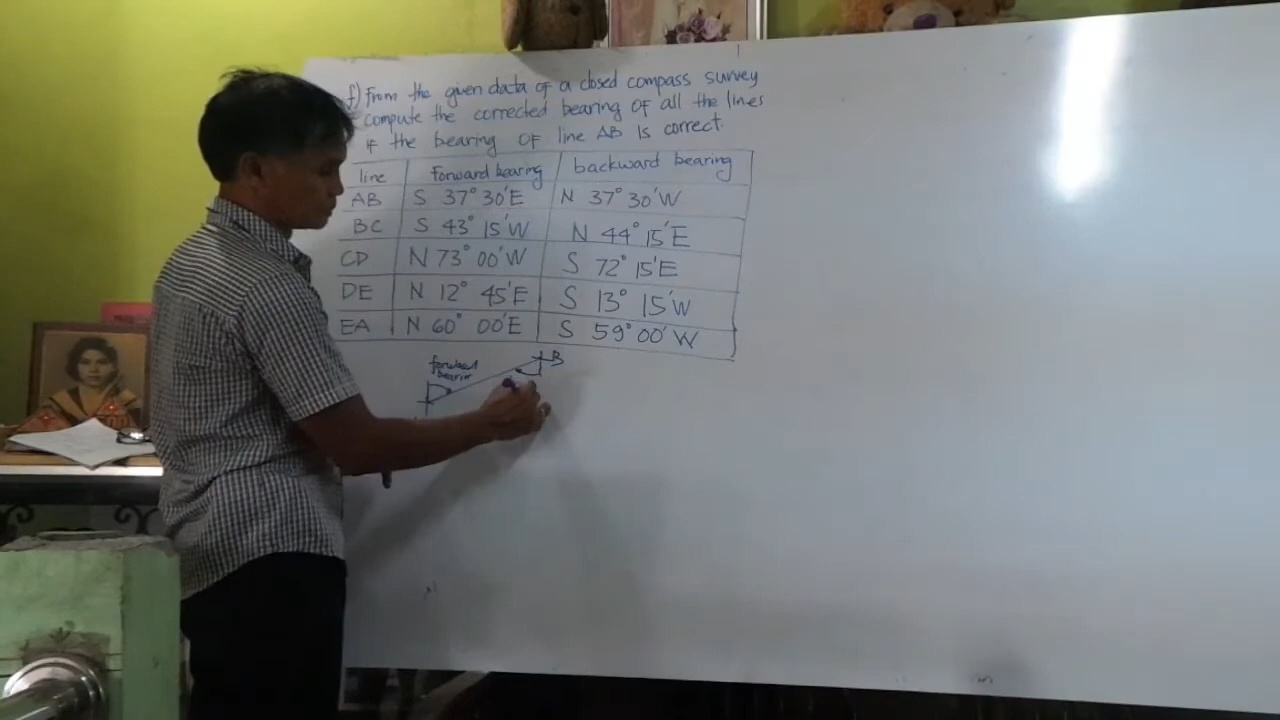 f) From the given data of a closed compass survey
compute the corrected bearing of all the lines
if the bearing of line AB is correct.
line Forward bearing backward bearing
AB S 37° 30'E N 37° 30'W
BC S 43° 15'W N 44° 15'E
CD N 73° 00'W S 72° 15'E
DE N 12° 45'E S 13° 15'W
EA N 60° 00'E S 59° 00'W
forward B
bearin